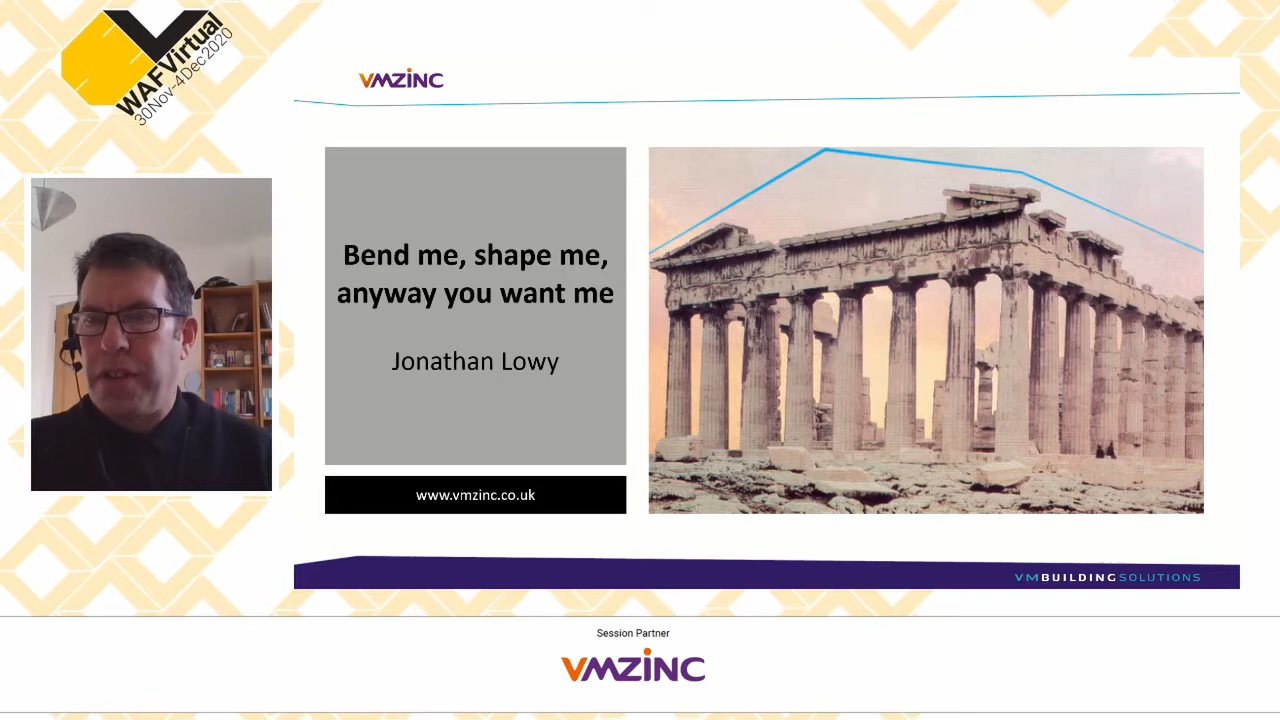 WAFVirtual
30Nov-4Dec2020
VMZINC
Bend me, shape me,
anyway you want me
Jonathan Lowy
www.vmzinc.co.uk
VMBUILDINGSOLUTIONS
Session Partner
VMZINC